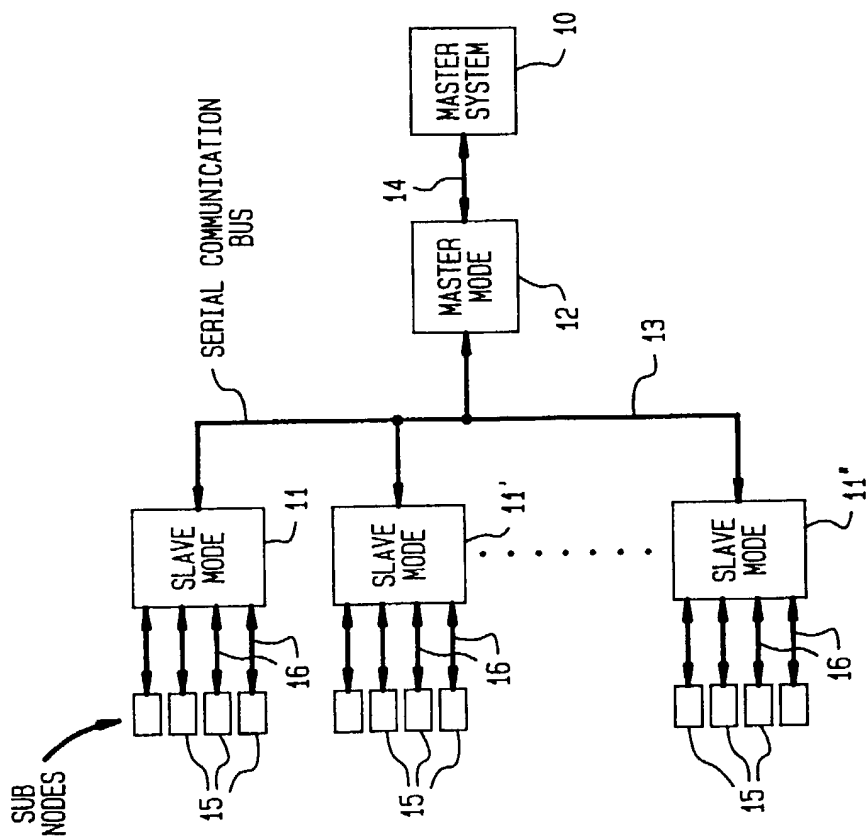 SUB
NODES
15
16
SLAVE
MODE
11
SERIAL COMMUNICATION
BUS
15
16
SLAVE
MODE
11'
MASTER
MODE
12
14
MASTER
SYSTEM
10
13
15
16
SLAVE
MODE
11"